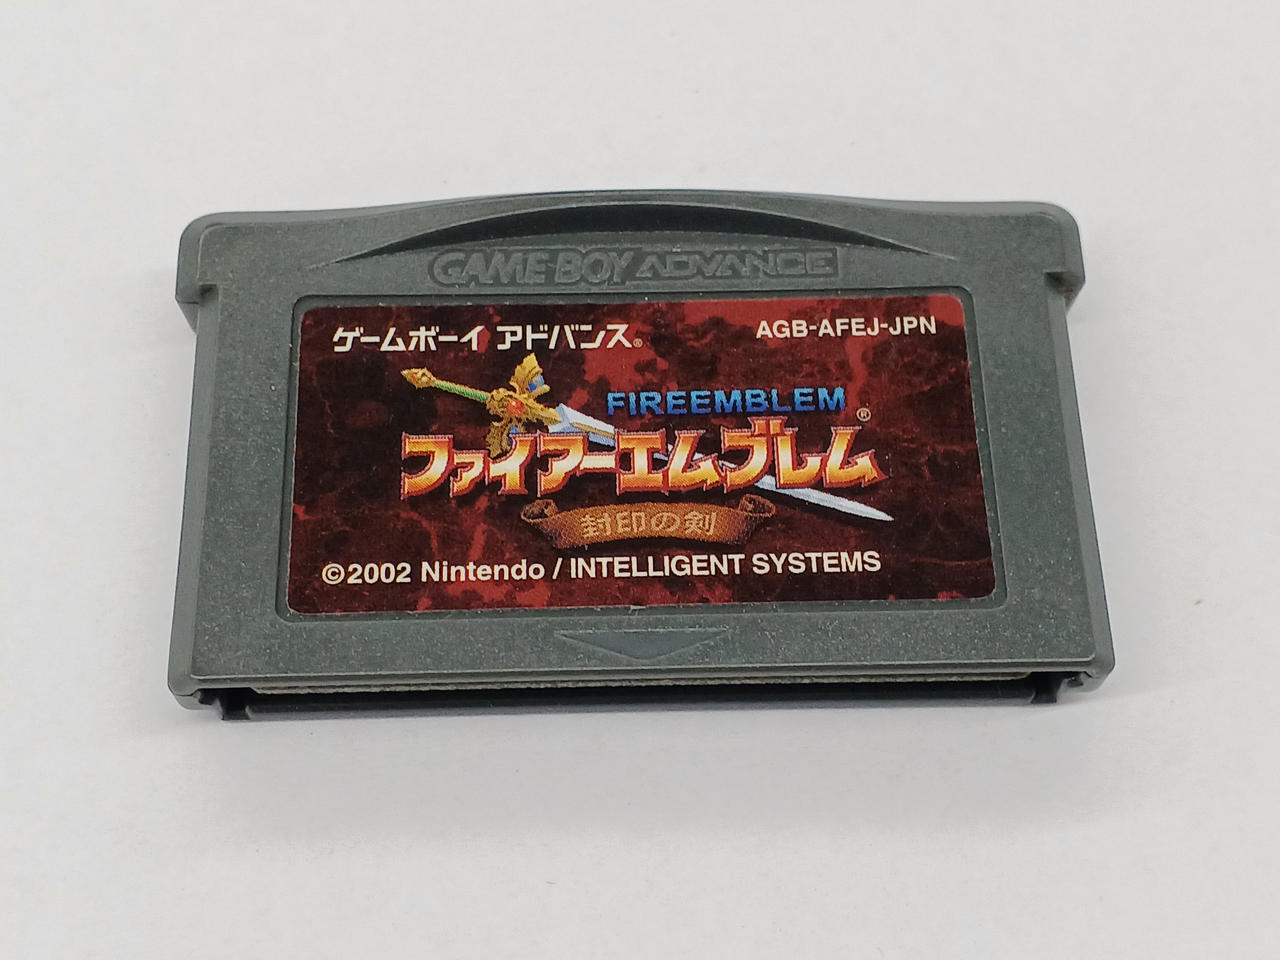 GAME BOY ADVANCE
ゲームボーイ アドバンス®
AGB-AFEJ-JPN
FIREEMBLEM
ファイアーエムブレム®
封印の剣
©2002 Nintendo / INTELLIGENT SYSTEMS